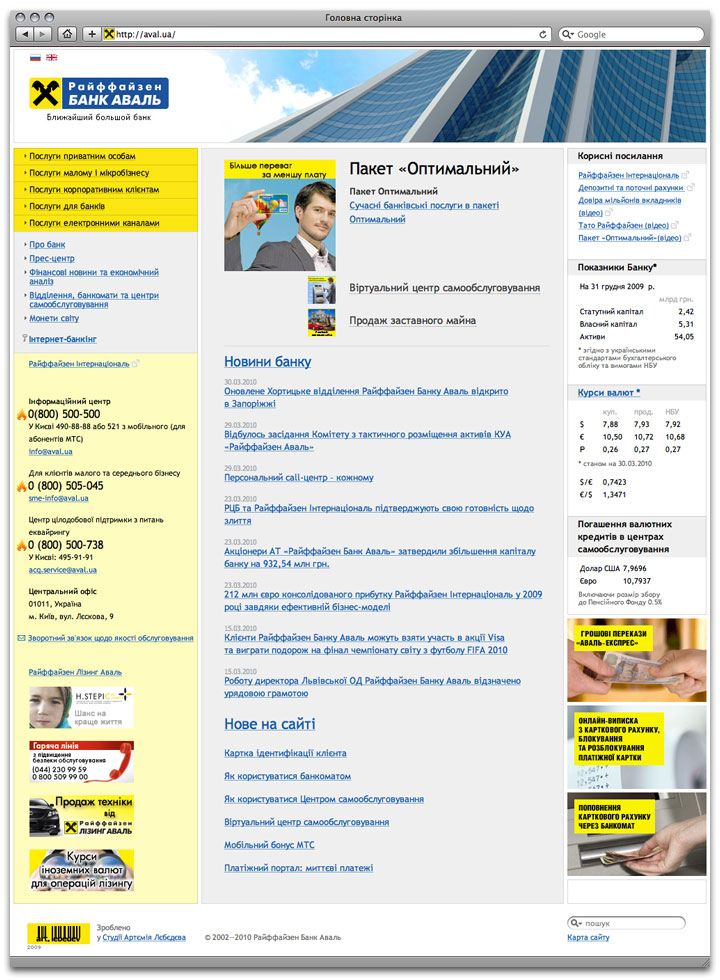 Головна сторінка
http://aval.ua/
Google
Райффайзен
БАНК АВАЛЬ
Ближайший большой банк
Послуги приватним особам
Послуги малому і мікробізнесу
Послуги корпоративним клієнтам
Послуги для банків
Послуги електронними каналами
Про банк
Прес-центр
Фінансові новини та економічний
аналіз
Відділення, банкомати та центри
самообслуговування
Монети світу
Інтернет-банкінг
Райффайзен Інтернаціональ
Інформаційний центр
0(800) 500-500
У Києві 490-88-88 або 521 з мобільного (для
абонентів МТС)
info@aval.ua
Для клієнтів малого та середнього бізнесу
0 (800) 505-045
sme-info@aval.ua
Центр цілодобової підтримки з питань
еквайрингу
0 (800) 500-738
У Києві: 495-91-91
acq.service@aval.ua
Центральний офіс
01011, Україна
м. Київ, вул. Лєскова, 9
Зворотний зв'язок щодо якості обслуговування
Райффайзен Лізинг Аваль
H.STEPIC
Шанс на
краще життя
Гаряча лінія
з підвищення
безпеки обслуговування
(044) 230 99 59
0 800 509 99 00
Продаж техніки
від
Райффайзен
ЛІЗИНГ АВАЛЬ
Курси
іноземних валют
для операцій лізингу
Більше переваг
за меншу плату
Пакет «Оптимальний»
Пакет Оптимальний
Сучасні банківські послуги в пакеті
Оптимальний
Віртуальний центр самообслуговування
Продаж заставного майна
Новини банку
30.03.2010
Оновлене Хортицьке відділення Райффайзен Банку Аваль відкрито
в Запоріжжі
29.03.2010
Відбулось засідання Комітету з тактичного розміщення активів КУА
«Райффайзен Аваль»
29.03.2010
Персональний call-центр – кожному
23.03.2010
РЦБ та Райффайзен Інтернаціональ підтверджують свою готовність щодо
злиття
23.03.2010
Акціонери АТ «Райффайзен Банк Аваль» затвердили збільшення капіталу
банку на 932,54 млн грн.
23.03.2010
212 млн євро консолідованого прибутку Райффайзен Інтернаціональ у 2009
році завдяки ефективній бізнес-моделі
15.03.2010
Клієнти Райффайзен Банку Аваль можуть взяти участь в акції Visa
та виграти подорож на фінал чемпіонату світу з футболу FIFA 2010
15.03.2010
Роботу директора Львівської ОД Райффайзен Банку Аваль відзначено
урядовою грамотою
Нове на сайті
Картка ідентифікації клієнта
Як користуватися банкоматом
Як користуватися Центром самообслуговування
Віртуальний центр самообслуговування
Мобільний бонус МТС
Платіжний портал: миттєві платежі
Корисні посилання
Райффайзен Інтернаціональ
Депозитні та поточні рахунки
Довіра мільйонів вкладників
(відео)
Тато Райффайзен (відео)
Пакет «Оптимальний»(відео)
Показники Банку*
На 31 грудня 2009 р.
млрд грн.
Статутний капітал 2,42
Власний капітал 5,31
Активи 54,05
* згідно з українськими
стандартами бухгалтерського
обліку та вимогами НБУ
Курси валют *
куп. прод. НБУ
$ 7,88 7,93 7,92
€ 10,50 10,72 10,68
Р 0,26 0,27 0,27
* станом на 30.03.2010
$/€ 0,7423
€/$ 1,3471
Погашення валютних
кредитів в центрах
самообслуговування
Долар США 7,9696
Євро 10,7937
Включаючи розмір збору
до Пенсійного Фонду 0.5%
ГРОШОВІ ПЕРЕКАЗИ
«АВАЛЬ-ЕКСПРЕС»
ОНЛАЙН-ВИПИСКА
З КАРТКОВОГО РАХУНКУ,
БЛОКУВАННЯ
ТА РОЗБЛОКУВАННЯ
ПЛАТІЖНОЇ КАРТКИ
ПОПОВНЕННЯ
КАРТКОВОГО РАХУНКУ
ЧЕРЕЗ БАНКОМАТ
art. lebedev
2009
Зроблено
у Студії Артємія Лєбєдєва
© 2002—2010 Райффайзен Банк Аваль
пошук
Карта сайту